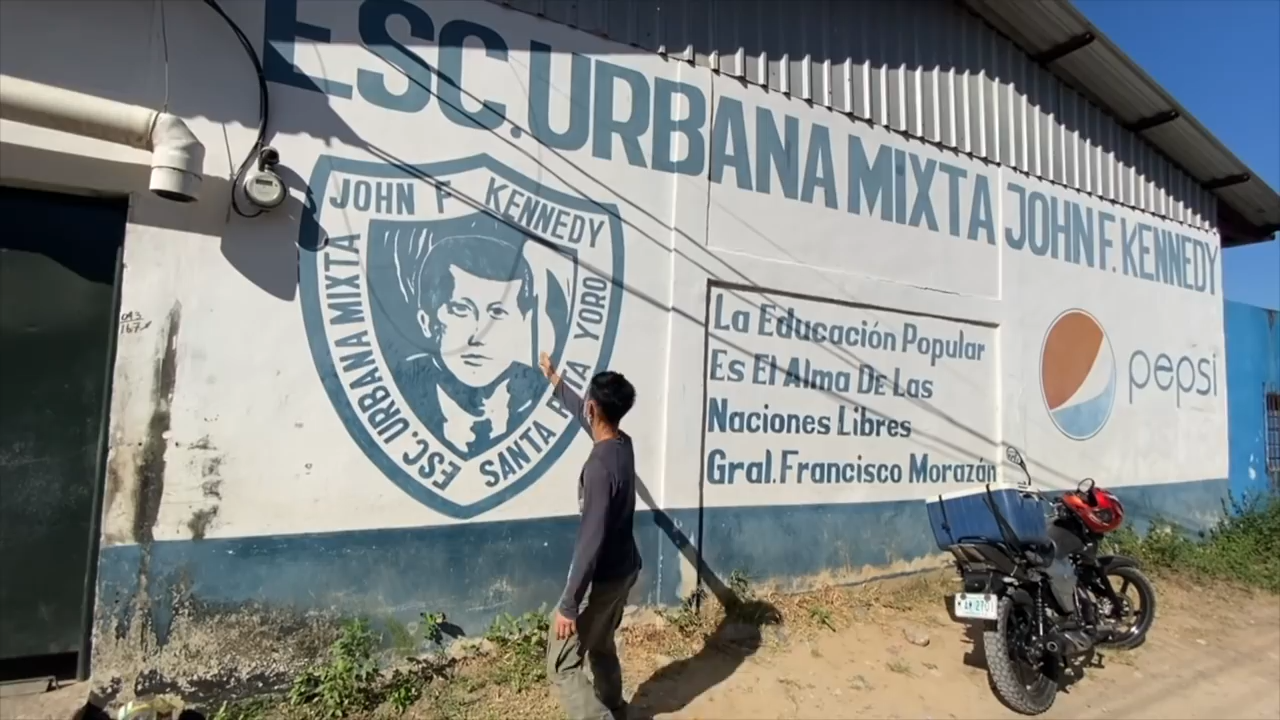 ESC. URBANA MIXTA JOHN F. KENNEDY
JOHN F KENNEDY
ESC. URBANA MIXTA
SANTA RITA YORO
La Educación Popular
Es El Alma De Las
Naciones Libres
Gral. Francisco Morazán
pepsi